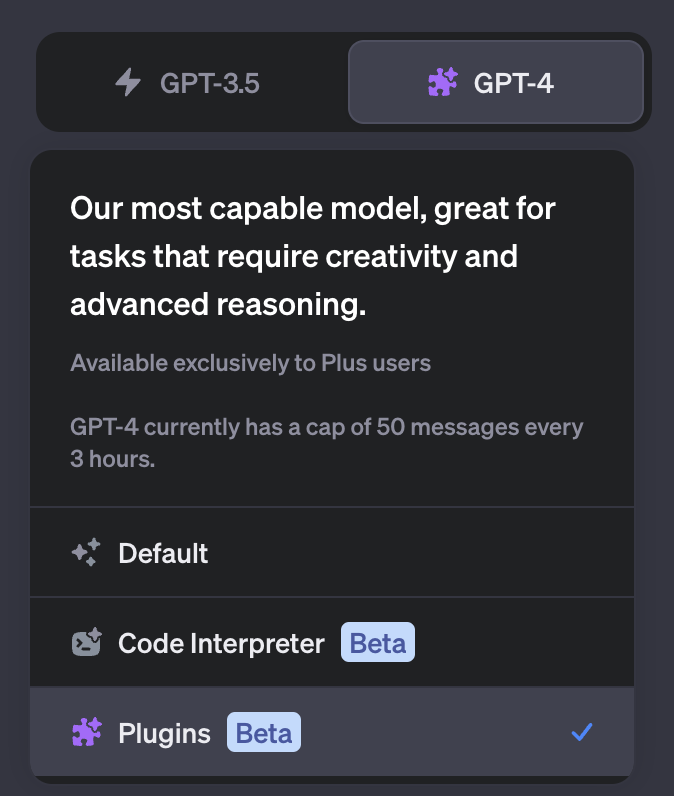 GPT-3.5
GPT-4
Our most capable model, great for
tasks that require creativity and
advanced reasoning.
Available exclusively to Plus users
GPT-4 currently has a cap of 50 messages every
3 hours.
Default
Code Interpreter Beta
Plugins Beta